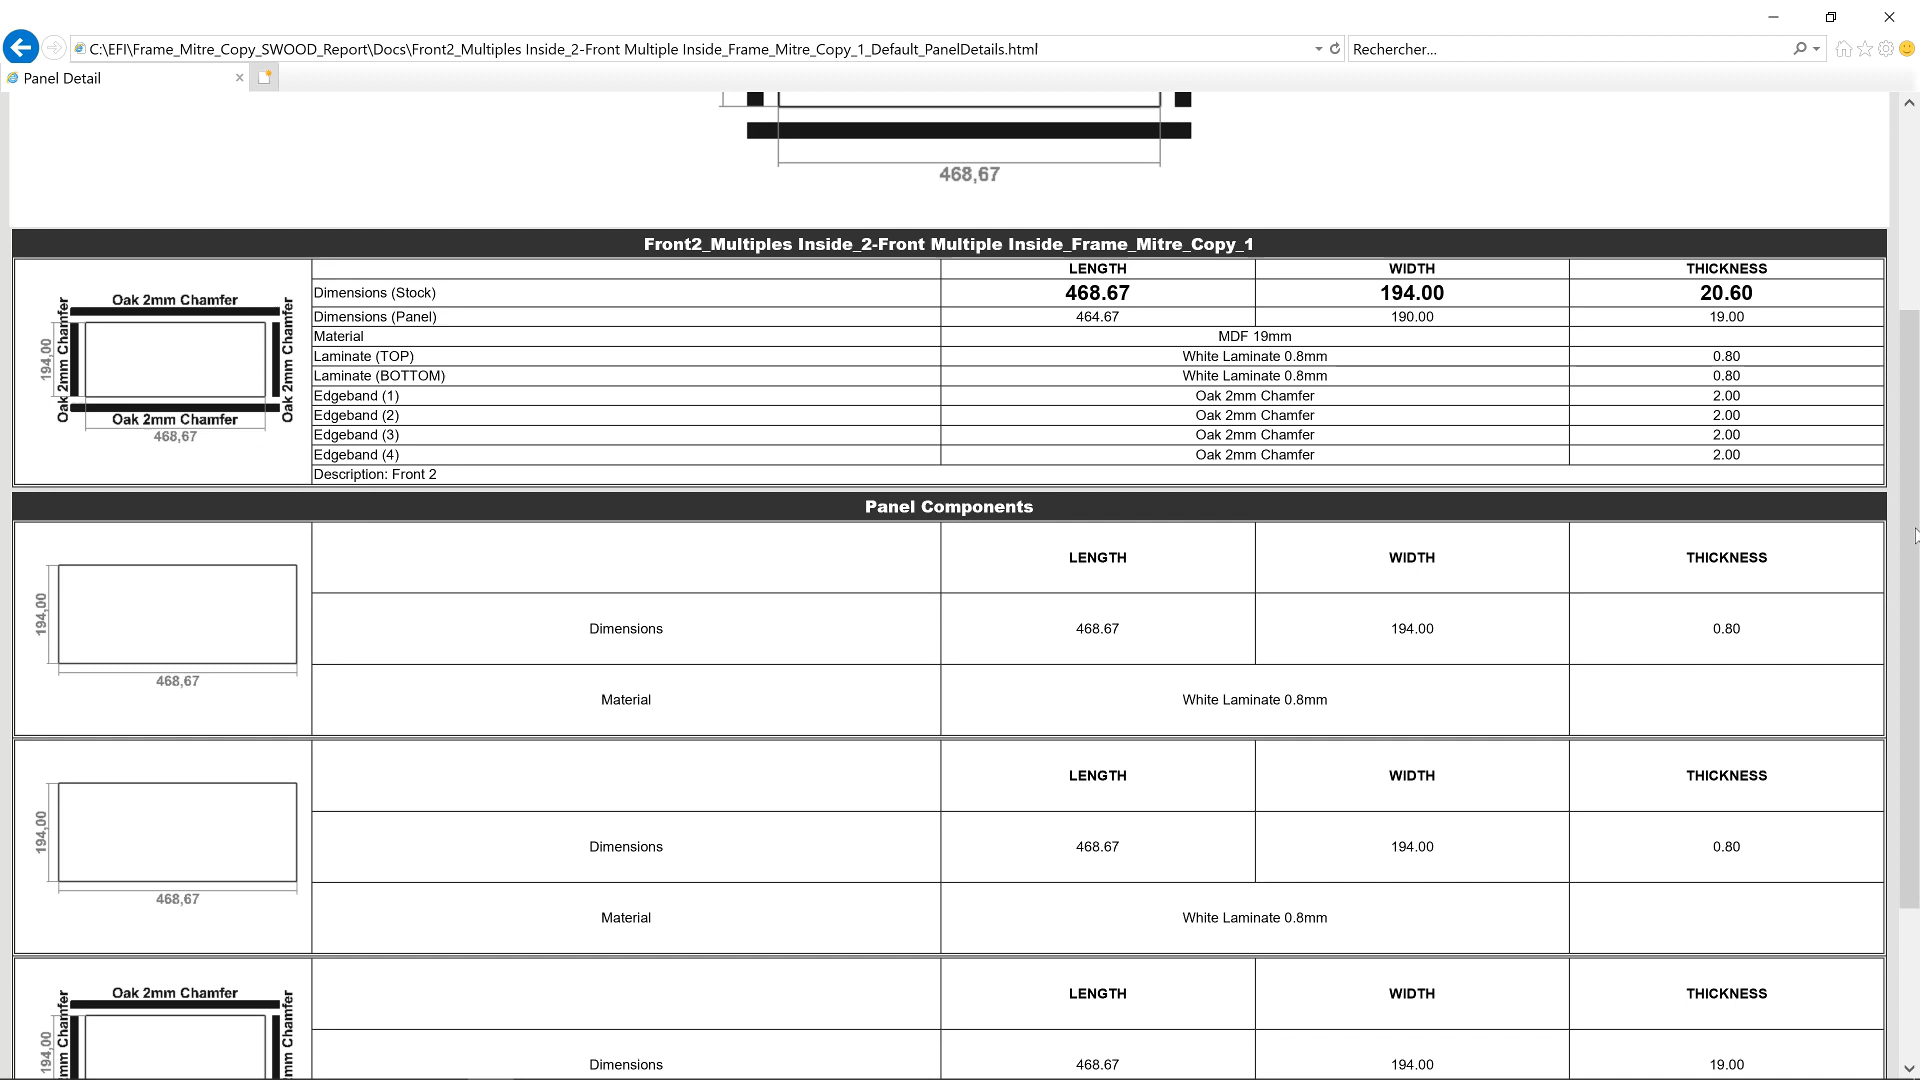 C:\EFI\Frame_Mitre_Copy_SWOOD_Report\Docs\Front2_Multiples Inside_2-Front Multiple Inside_Frame_Mitre_Copy_1_Default_PanelDetails.html
Rechercher...
Panel Detail
468,67
Front2_Multiples Inside_2-Front Multiple Inside_Frame_Mitre_Copy_1
LENGTH WIDTH THICKNESS
Dimensions (Stock) 468.67 194.00 20.60
Dimensions (Panel) 464.67 190.00 19.00
Material MDF 19mm
Laminate (TOP) White Laminate 0.8mm 0.80
Laminate (BOTTOM) White Laminate 0.8mm 0.80
Edgeband (1) Oak 2mm Chamfer 2.00
Edgeband (2) Oak 2mm Chamfer 2.00
Edgeband (3) Oak 2mm Chamfer 2.00
Edgeband (4) Oak 2mm Chamfer 2.00
Description: Front 2
Oak 2mm Chamfer
194,00
Oak 2mm Chamfer
Oak 2mm Chamfer
Oak 2mm Chamfer
468,67
Panel Components
LENGTH WIDTH THICKNESS
Dimensions 468.67 194.00 0.80
Material White Laminate 0.8mm
194,00
468,67
LENGTH WIDTH THICKNESS
Dimensions 468.67 194.00 0.80
Material White Laminate 0.8mm
194,00
468,67
LENGTH WIDTH THICKNESS
Dimensions 468.67 194.00 19.00
Oak 2mm Chamfer
194,00
mm Chamfer
mm Chamfer